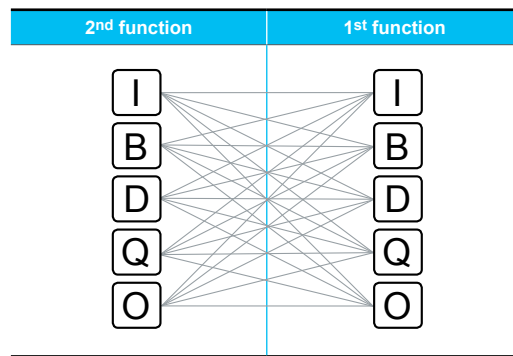 2nd function 1st function
I I
B B
D D
Q Q
O O